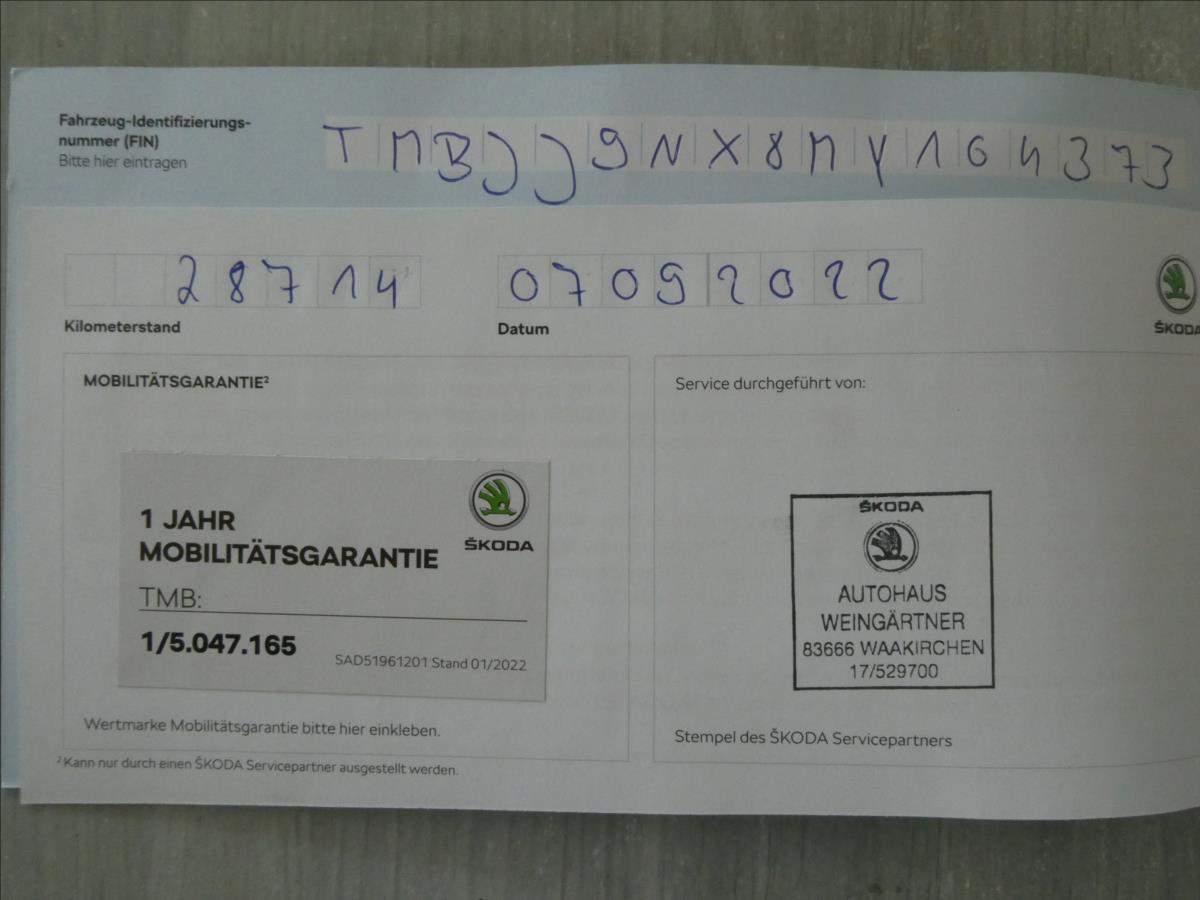 Fahrzeug-Identifizierungs-
nummer (FIN)
Bitte hier eintragen
TMBJJ9NX8MY164373
28714
07092022
Kilometerstand
Datum
ŠKODA
MOBILITÄTSGARANTIE²
Service durchgeführt von:
1 JAHR
MOBILITÄTSGARANTIE
ŠKODA
TMB:
1/5.047.165
SAD51961201 Stand 01/2022
ŠKODA
AUTOHAUS
WEINGÄRTNER
83666 WAAKIRCHEN
17/529700
Wertmarke Mobilitätsgarantie bitte hier einkleben.
Stempel des ŠKODA Servicepartners
² Kann nur durch einen ŠKODA Servicepartner ausgestellt werden.